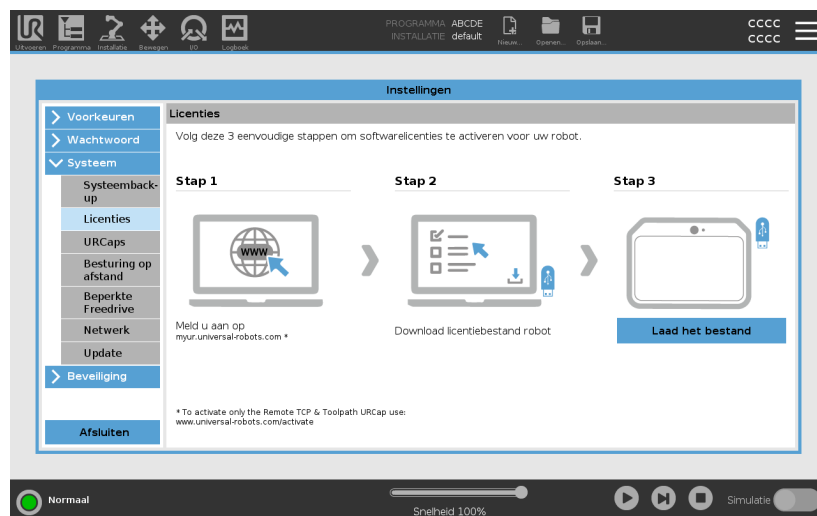 PROGRAMMA ABCDE
INSTALLATIE default
CCCC
CCCC
Uitvoeren Programma Installatie Bewegen I/O Logboek
Nieuw... Openen... Opslaan...
Instellingen
Voorkeuren
Wachtwoord
Systeem
Systeemback-
up
Licenties
URCaps
Besturing op
afstand
Beperkte
Freedrive
Netwerk
Update
Beveiliging
Afsluiten
Licenties
Volg deze 3 eenvoudige stappen om softwarelicenties te activeren voor uw robot.
Stap 1
WWW
Meld u aan op
myur.universal-robots.com *
Stap 2
Download licentiebestand robot
Stap 3
Laad het bestand
* To activate only the Remote TCP & Toolpath URCap use:
www.universal-robots.com/activate
Normaal
Snelheid 100%
Simulatie